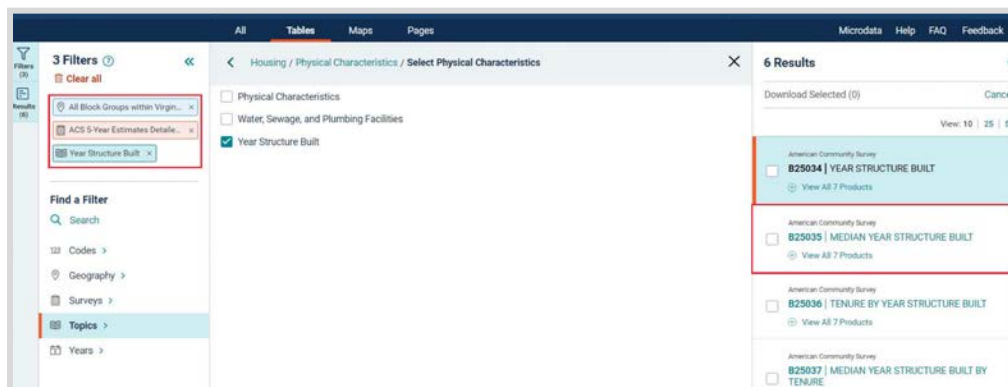 All Tables Maps Pages Microdata Help FAQ Feedback
Filters
(3)
Results
(6)
3 Filters
Clear all
All Block Groups within Virgin... ×
ACS 5-Year Estimates Detaile... ×
Year Structure Built ×
Find a Filter
Search
123 Codes >
Geography >
Surveys >
Topics >
Years >
Housing / Physical Characteristics / Select Physical Characteristics
Physical Characteristics
Water, Sewage, and Plumbing Facilities
Year Structure Built
6 Results
Download Selected (0) Cance
View: 10 | 25 |
American Community Survey
B25034 | YEAR STRUCTURE BUILT
View All 7 Products
American Community Survey
B25035 | MEDIAN YEAR STRUCTURE BUILT
View All 7 Products
American Community Survey
B25036 | TENURE BY YEAR STRUCTURE BUILT
View All 7 Products
American Community Survey
B25037 | MEDIAN YEAR STRUCTURE BUILT BY
TENURE